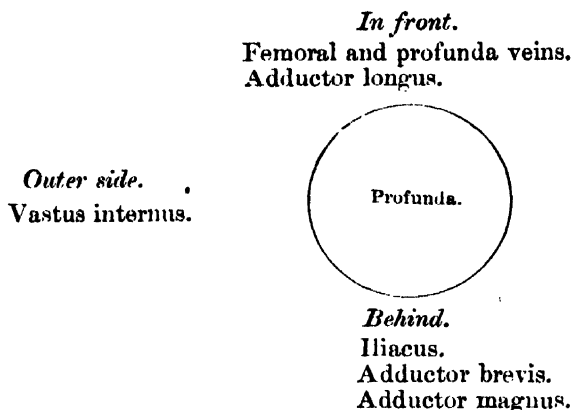 In front.
Femoral and profunda veins.
Adductor longus.
Outer side.
Vastus internus.
Profunda.
Behind.
Iliacus.
Adductor brevis.
Adductor magnus.